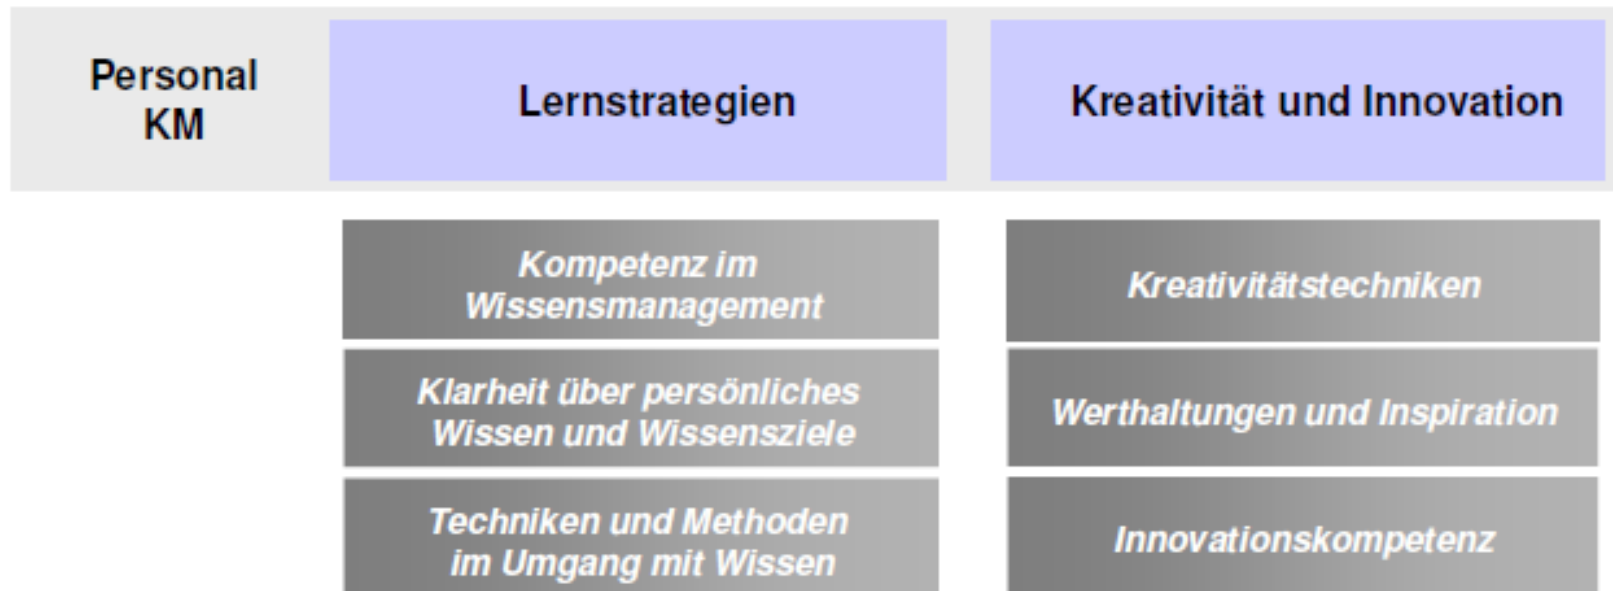 Personal
KM
Lernstrategien
Kreativität und Innovation
Kompetenz im
Wissensmanagement
Kreativitätstechniken
Klarheit über persönliches
Wissen und Wissensziele
Werthaltungen und Inspiration
Techniken und Methoden
im Umgang mit Wissen
Innovationskompetenz